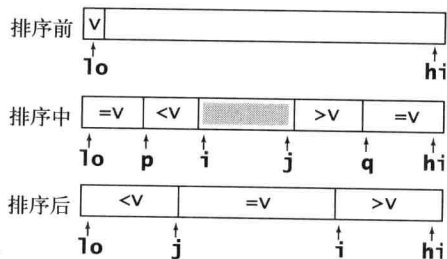 排序前 v
lo hi
排序中 =v <v >v =v
lo p i j q hi
排序后 <v =v >v
lo j i hi